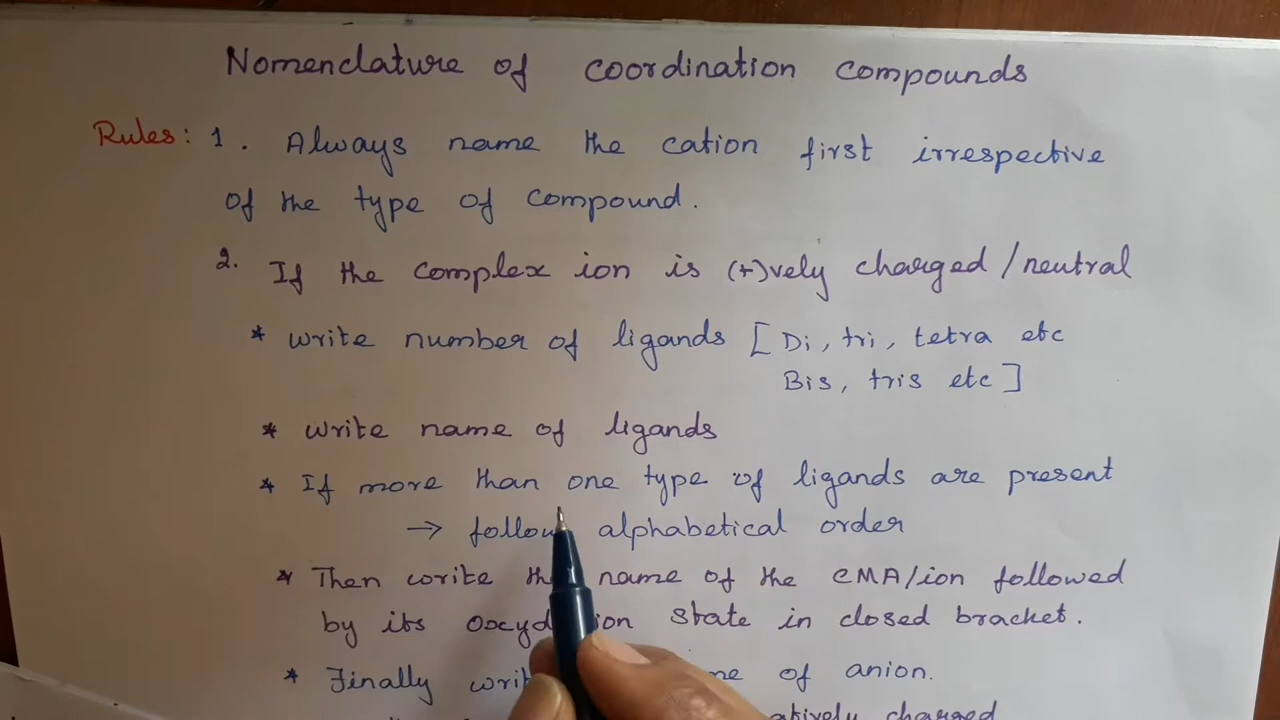 Nomenclature of coordination compounds
Rules: 1. Always name the cation first irrespective
of the type of compound.
2. If the complex ion is (+)vely charged/neutral
* write number of ligands [Di, tri, tetra etc
Bis, tris etc]
* write name of ligands
* If more than one type of ligands are present
→ follow alphabetical order
* Then write the name of the CMA/ion followed
by its state in closed bracket.
* Finally of anion.
charged